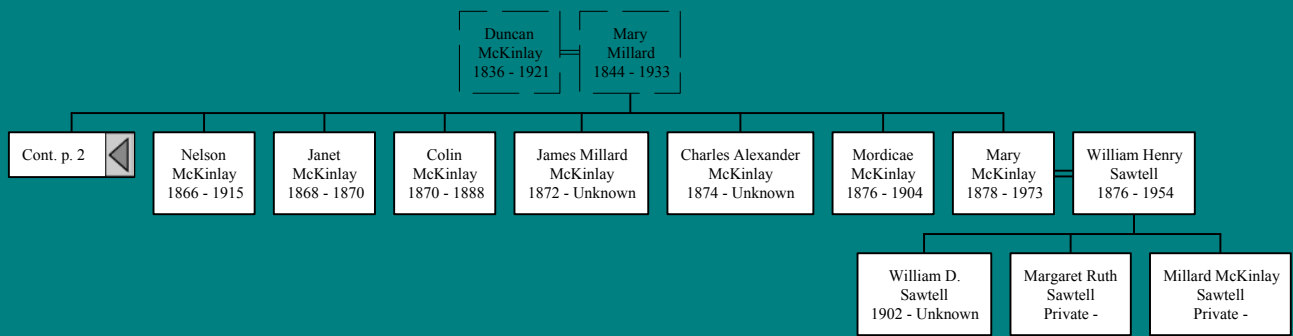 Duncan
McKinlay
1836 - 1921
Mary
Millard
1844 - 1933
Cont. p. 2
Nelson
McKinlay
1866 - 1915
Janet
McKinlay
1868 - 1870
Colin
McKinlay
1870 - 1888
James Millard
McKinlay
1872 - Unknown
Charles Alexander
McKinlay
1874 - Unknown
Mordicae
McKinlay
1876 - 1904
Mary
McKinlay
1878 - 1973
William Henry
Sawtell
1876 - 1954
William D.
Sawtell
1902 - Unknown
Margaret Ruth
Sawtell
Private -
Millard McKinlay
Sawtell
Private -